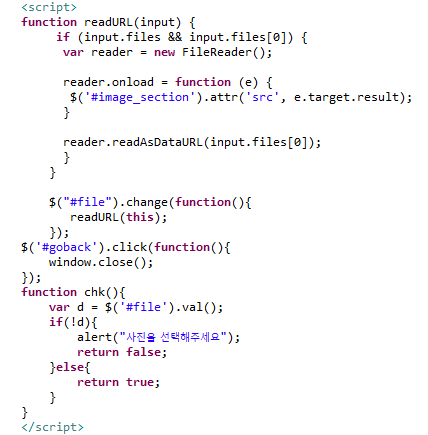 <script>
function readURL(input) {
     if (input.files && input.files[0]) {
      var reader = new FileReader();

      reader.onload = function (e) {
       $('#image_section').attr('src', e.target.result);
      }

      reader.readAsDataURL(input.files[0]);
      }
    }

    $("#file").change(function(){
       readURL(this);
    });
$('#goback').click(function(){
    window.close();
});
function chk(){
    var d = $('#file').val();
    if(!d){
        alert("사진을 선택해주세요");
        return false;
    }else{
        return true;
    }
}
</script>